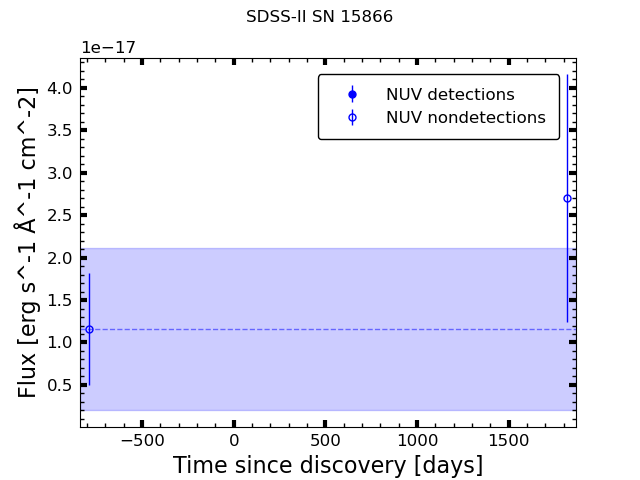 SDSS-II SN 15866
1e−17
NUV detections
NUV nondetections
4.0
3.5
3.0
2.5
2.0
1.5
1.0
0.5
Flux [erg s^-1 Å^-1 cm^-2]
−500 0 500 1000 1500
Time since discovery [days]